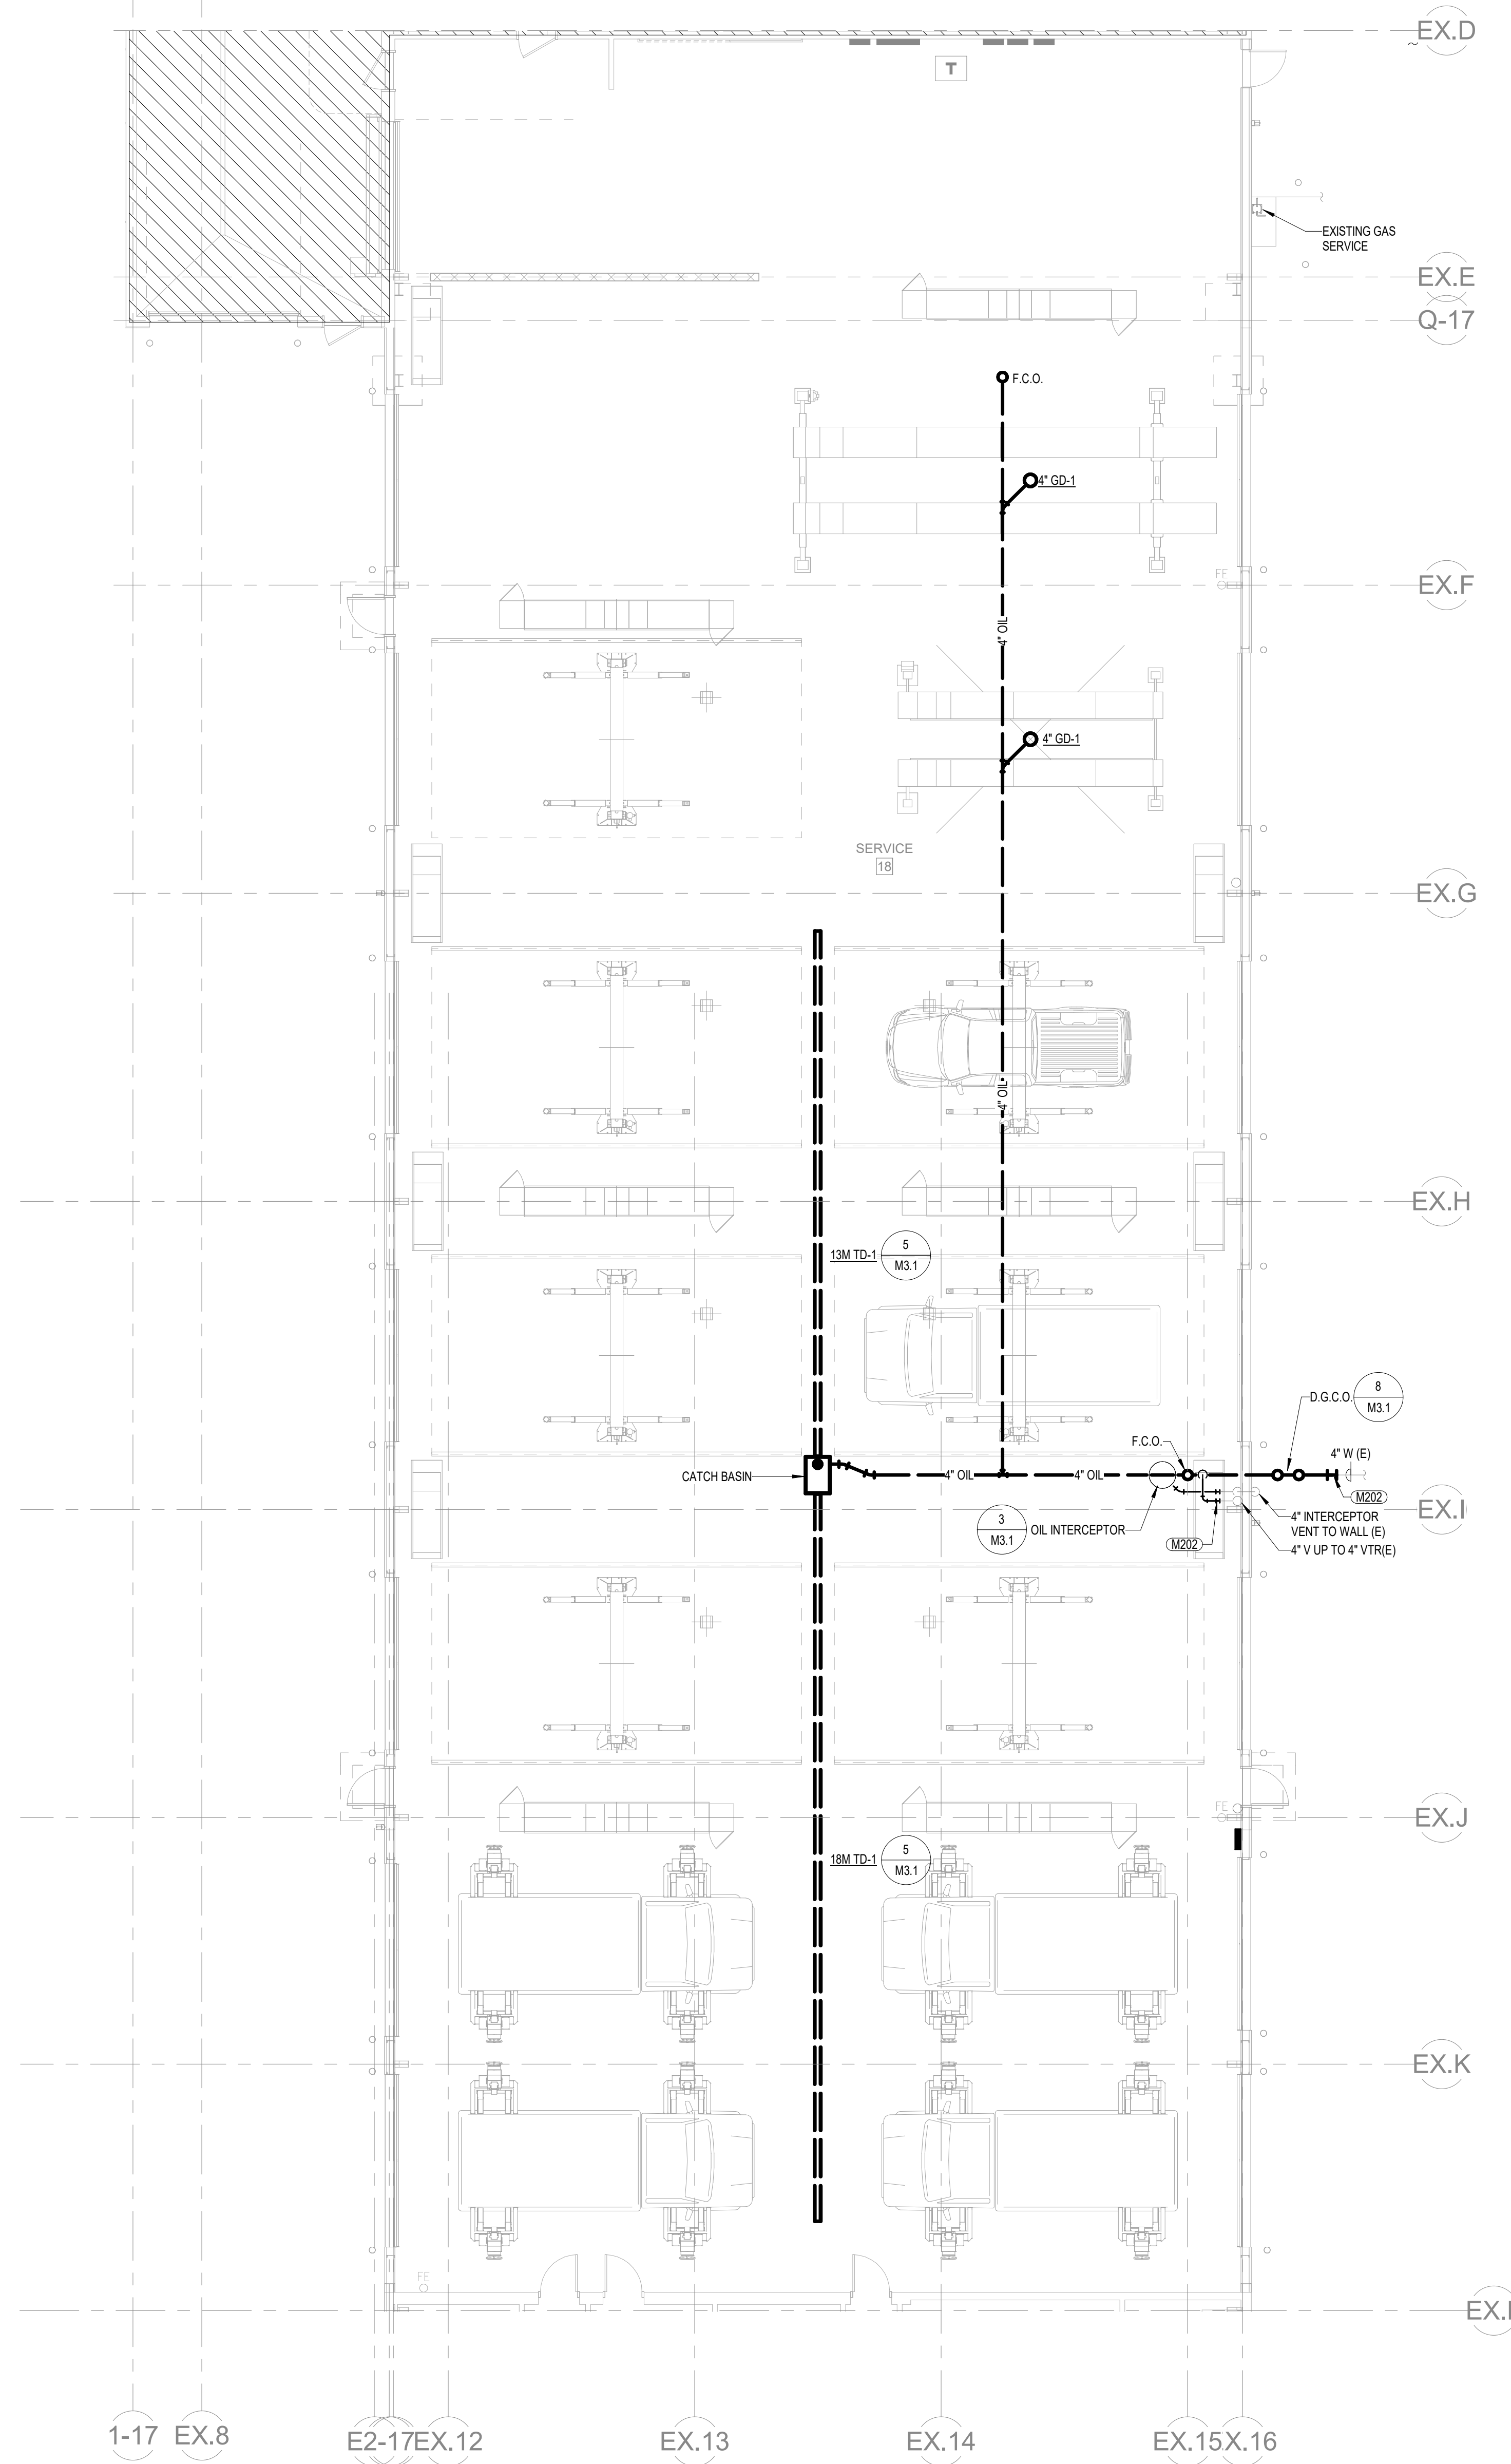 EX.D
T
EXISTING GAS
SERVICE
EX.E
Q-17
F.C.O.
4" GD-1
FE
EX.F
4" OIL
4" GD-1
SERVICE
18
EX.G
4" OIL
EX.H
13M TD-1
5
M3.1
8
D.G.C.O.
M3.1
F.C.O.
4" W (E)
CATCH BASIN
4" OIL
4" OIL
M202
EX.I
3
M3.1
OIL INTERCEPTOR
M202
4" INTERCEPTOR
VENT TO WALL (E)
4" V UP TO 4" VTR(E)
FE
EX.J
18M TD-1
5
M3.1
EX.K
FE
1-17
EX.8
E2-17
EX.12
EX.13
EX.14
EX.15
X.16